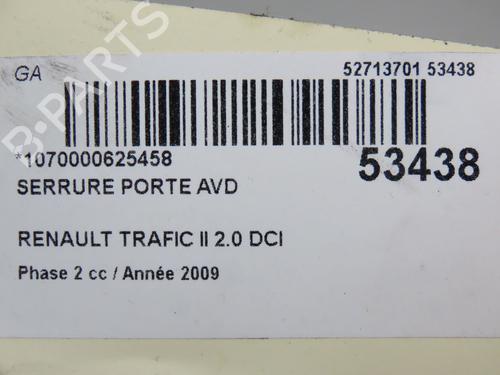 GA
52713701 53438
*1070000625458
53438
SERRURE PORTE AVD
RENAULT TRAFIC II 2.0 DCI
Phase 2 cc / Année 2009
B-PARTS